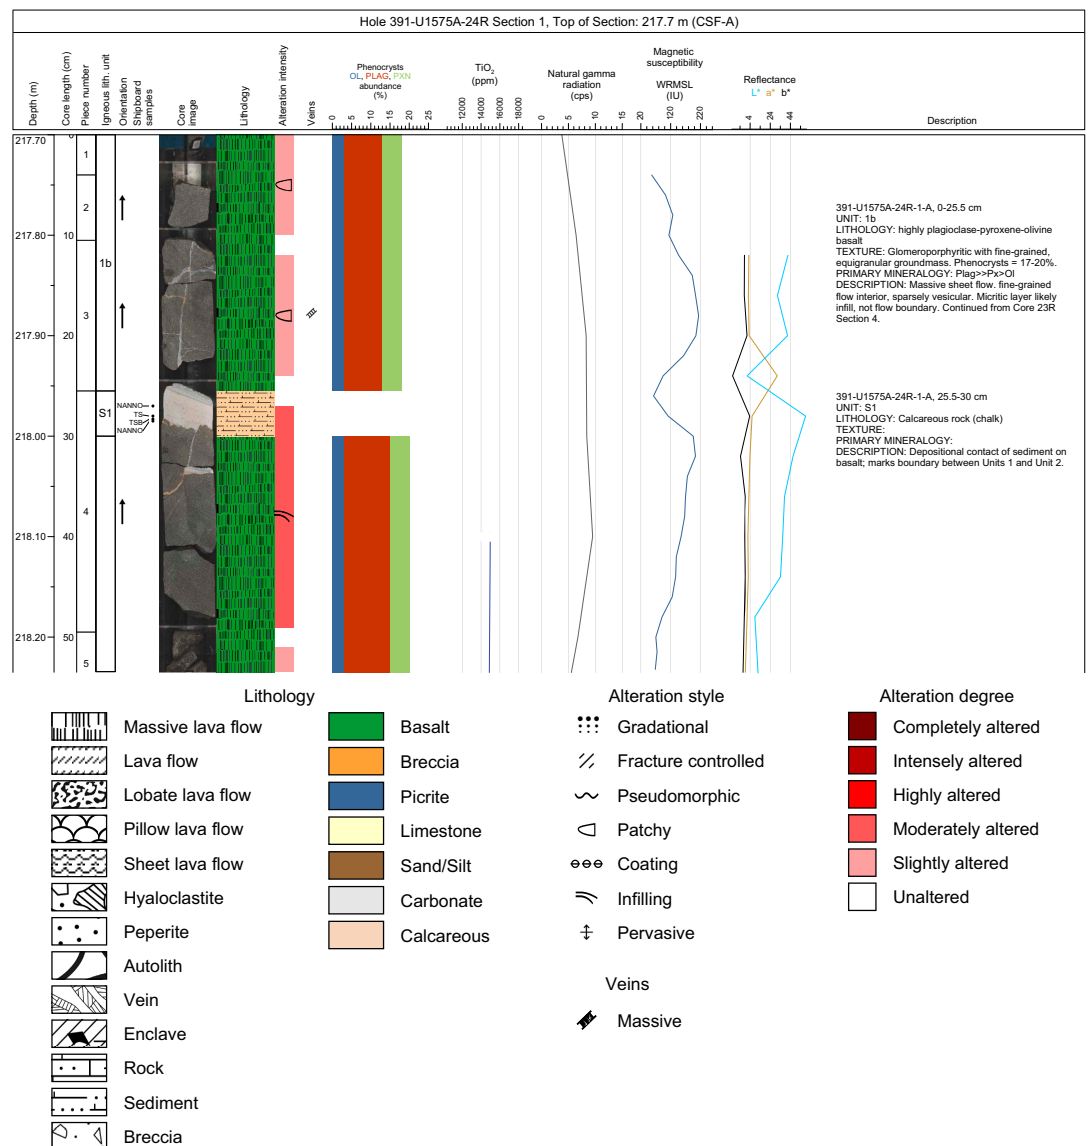 Hole 391-U1575A-24R Section 1, Top of Section: 217.7 m (CSF-A)
Depth (m)
Core length (cm)
Piece number
Igneous lith. unit
Orientation
Shipboard samples
Core image
Lithology
Alteration intensity
Veins
Phenocrysts
OL, PLAG, PXN
abundance
(%)
0 5 10 15 20 25
TiO2
(ppm)
12000 14000 16000 18000
Natural gamma
radiation
(cps)
0 5 10 15
Magnetic
susceptibility
WRMSL
(IU)
20 120 220
Reflectance
L* a* b*
4 24 44
Description
217.70
217.80
217.90
218.00
218.10
218.20
0
10
20
30
40
50
1
2
3
4
5
1b
S1
NANNO
TS
TSB
NANNO
391-U1575A-24R-1-A, 0-25.5 cm
UNIT: 1b
LITHOLOGY: highly plagioclase-pyroxene-olivine
basalt
TEXTURE: Glomeroporphyritic with fine-grained,
equigranular groundmass. Phenocrysts = 17-20%.
PRIMARY MINERALOGY: Plag>>Px>Ol
DESCRIPTION: Massive sheet flow. fine-grained
flow interior, sparsely vesicular. Micritic layer likely
infill, not flow boundary. Continued from Core 23R
Section 4.
391-U1575A-24R-1-A, 25.5-30 cm
UNIT: S1
LITHOLOGY: Calcareous rock (chalk)
TEXTURE:
PRIMARY MINERALOGY:
DESCRIPTION: Depositional contact of sediment on
basalt; marks boundary between Units 1 and Unit 2.
Lithology
Massive lava flow
Lava flow
Lobate lava flow
Pillow lava flow
Sheet lava flow
Hyaloclastite
Peperite
Autolith
Vein
Enclave
Rock
Sediment
Breccia
Basalt
Breccia
Picrite
Limestone
Sand/Silt
Carbonate
Calcareous
Alteration style
Gradational
Fracture controlled
Pseudomorphic
Patchy
Coating
Infilling
Pervasive
Veins
Massive
Alteration degree
Completely altered
Intensely altered
Highly altered
Moderately altered
Slightly altered
Unaltered